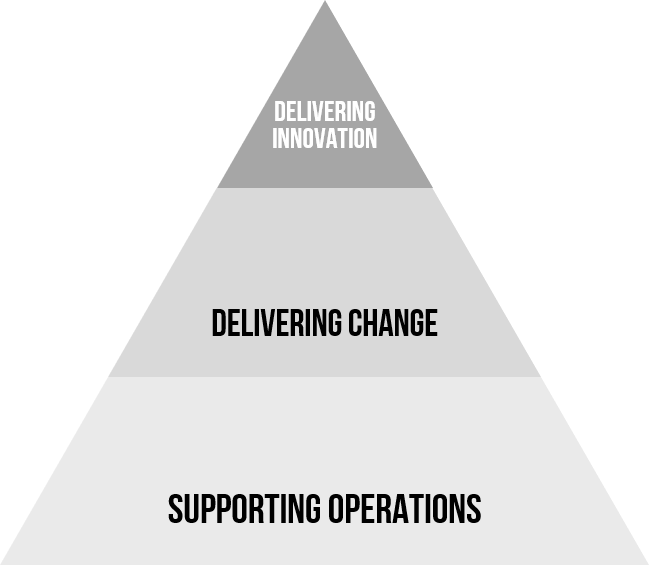 DELIVERING
INNOVATION
DELIVERING CHANGE
SUPPORTING OPERATIONS